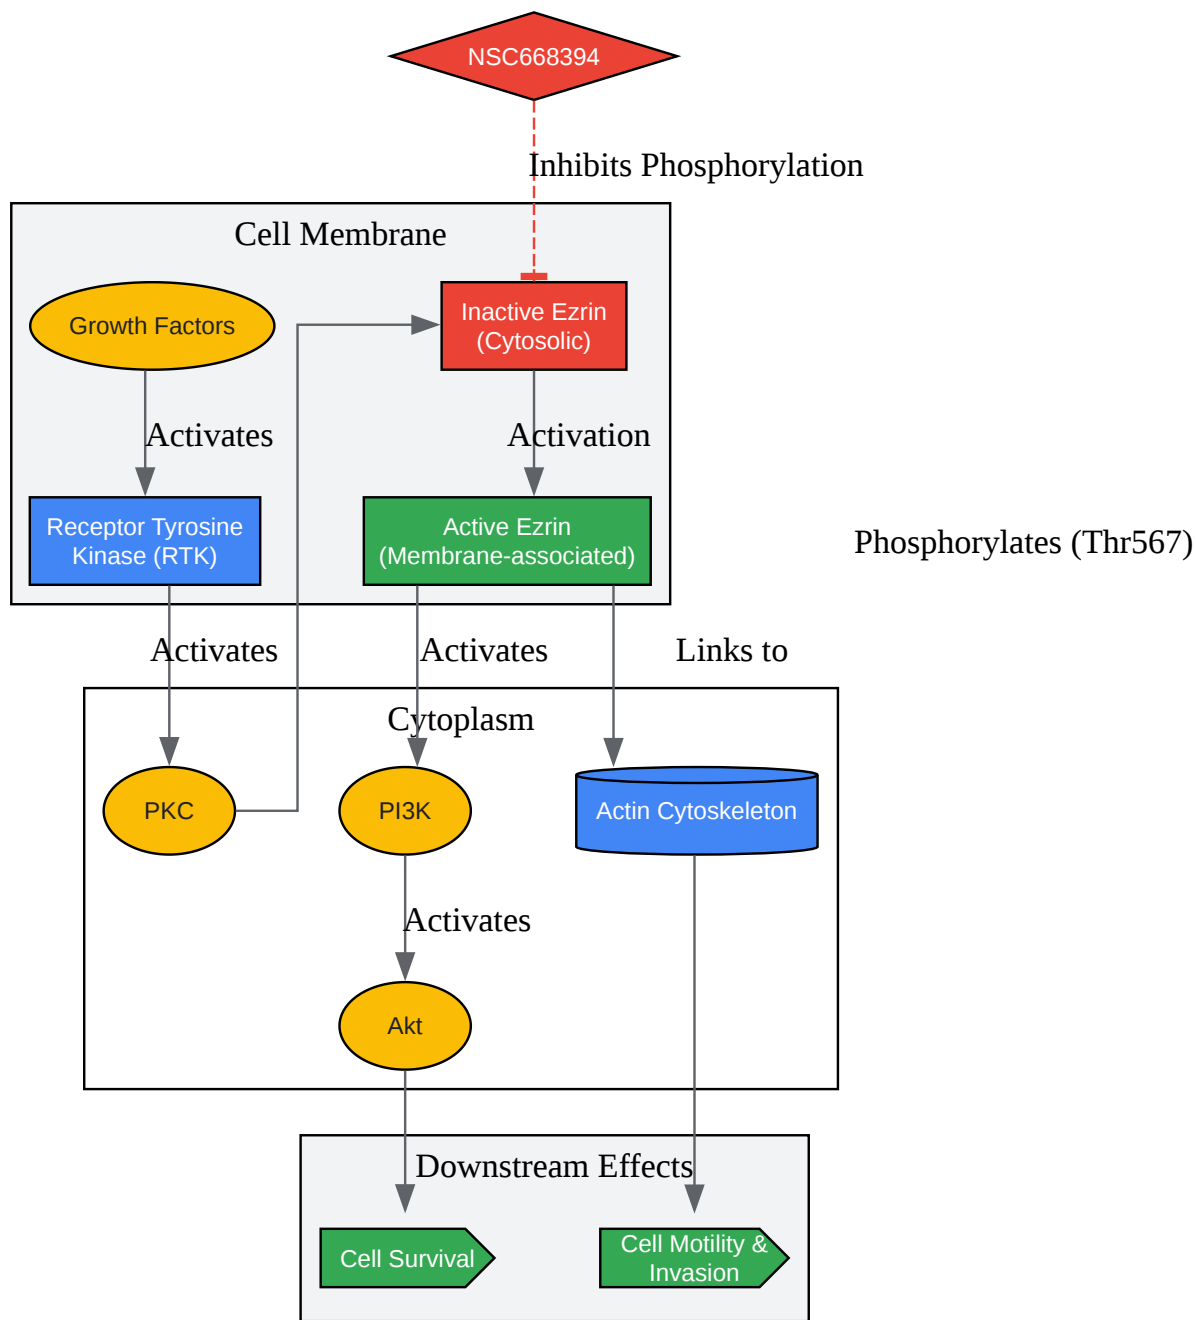 NSC668394
Inhibits Phosphorylation
Cell Membrane
Growth Factors
Inactive Ezrin
(Cytosolic)
Activates
Activation
Receptor Tyrosine
Kinase (RTK)
Active Ezrin
(Membrane-associated)
Phosphorylates (Thr567)
Activates
Activates
Links to
Cytoplasm
PKC
PI3K
Actin Cytoskeleton
Activates
Akt
Downstream Effects
Cell Survival
Cell Motility &
Invasion